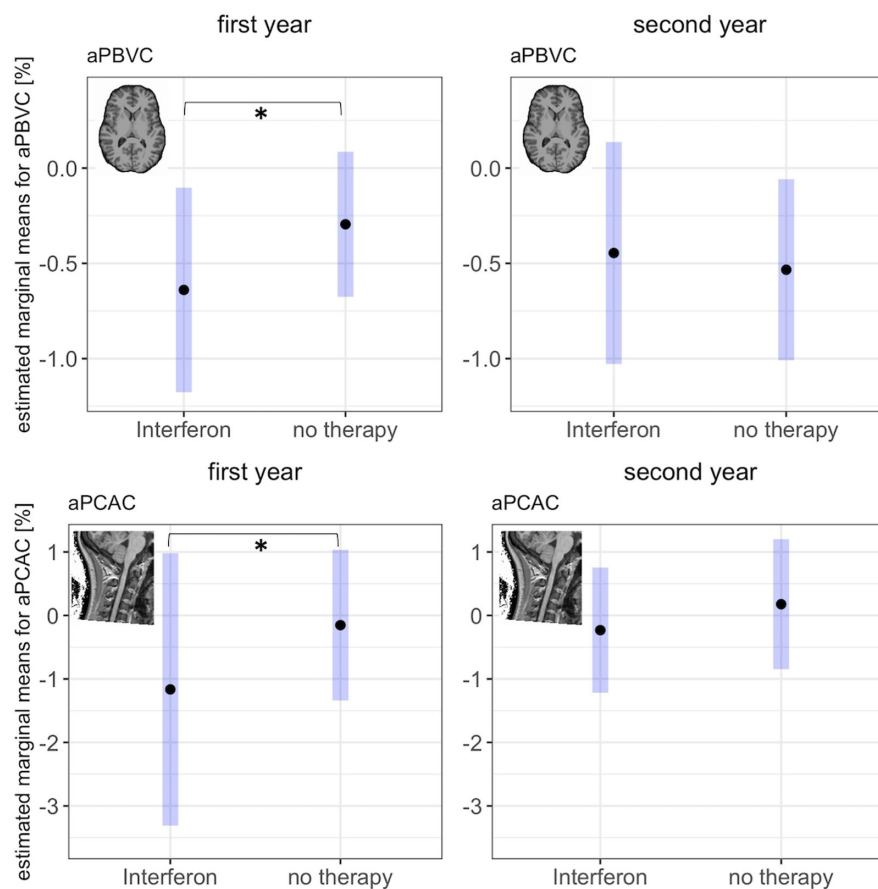 first year
second year
aPBVC
aPBVC
estimated marginal means for aPBVC [%]
*
0.0
-0.5
-1.0
0.0
-0.5
-1.0
Interferon
no therapy
Interferon
no therapy
first year
second year
aPCAC
aPCAC
estimated marginal means for aPCAC [%]
*
1
0
-1
-2
-3
1
0
-1
-2
-3
Interferon
no therapy
Interferon
no therapy